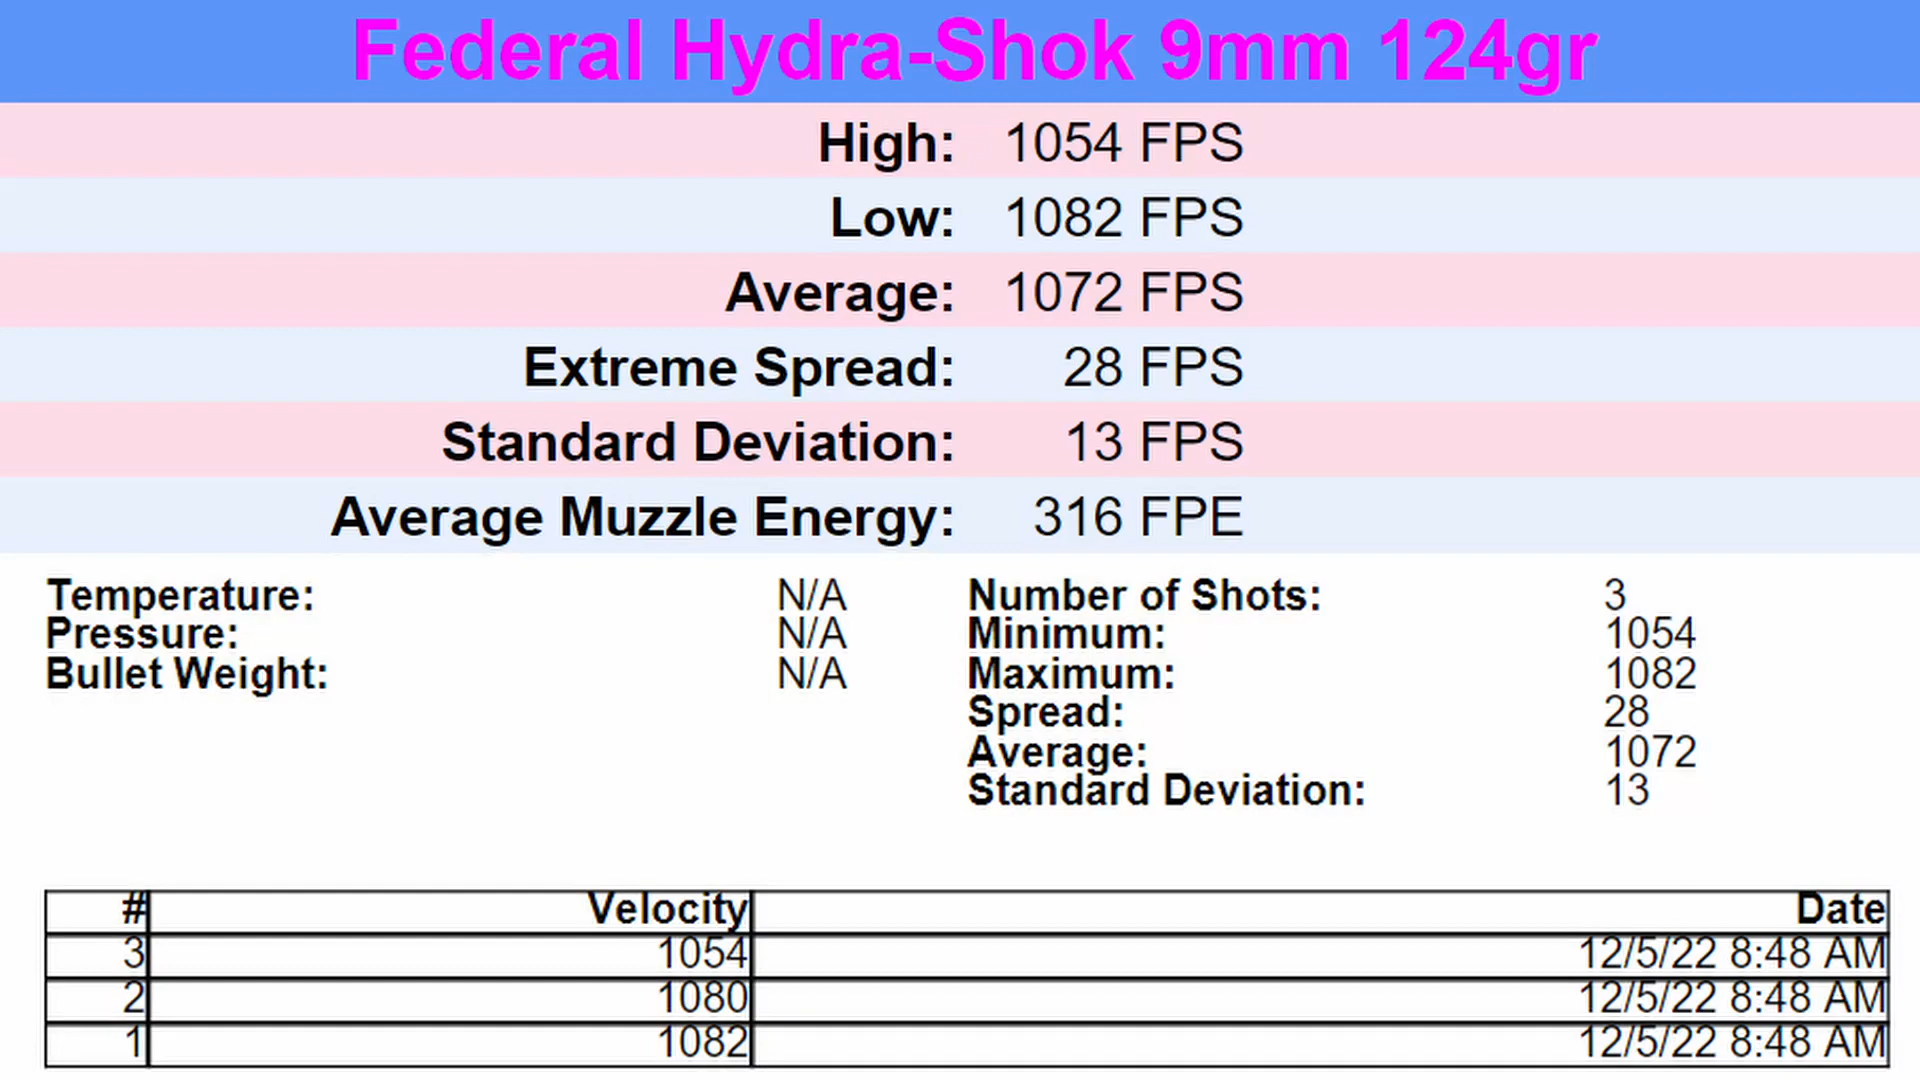 Federal Hydra-Shok 9mm 124gr
High: 1054 FPS
Low: 1082 FPS
Average: 1072 FPS
Extreme Spread: 28 FPS
Standard Deviation: 13 FPS
Average Muzzle Energy: 316 FPE
Temperature: N/A Number of Shots: 3
Pressure: N/A Minimum: 1054
Bullet Weight: N/A Maximum: 1082
Spread: 28
Average: 1072
Standard Deviation: 13
# Velocity Date
3 1054 12/5/22 8:48 AM
2 1080 12/5/22 8:48 AM
1 1082 12/5/22 8:48 AM